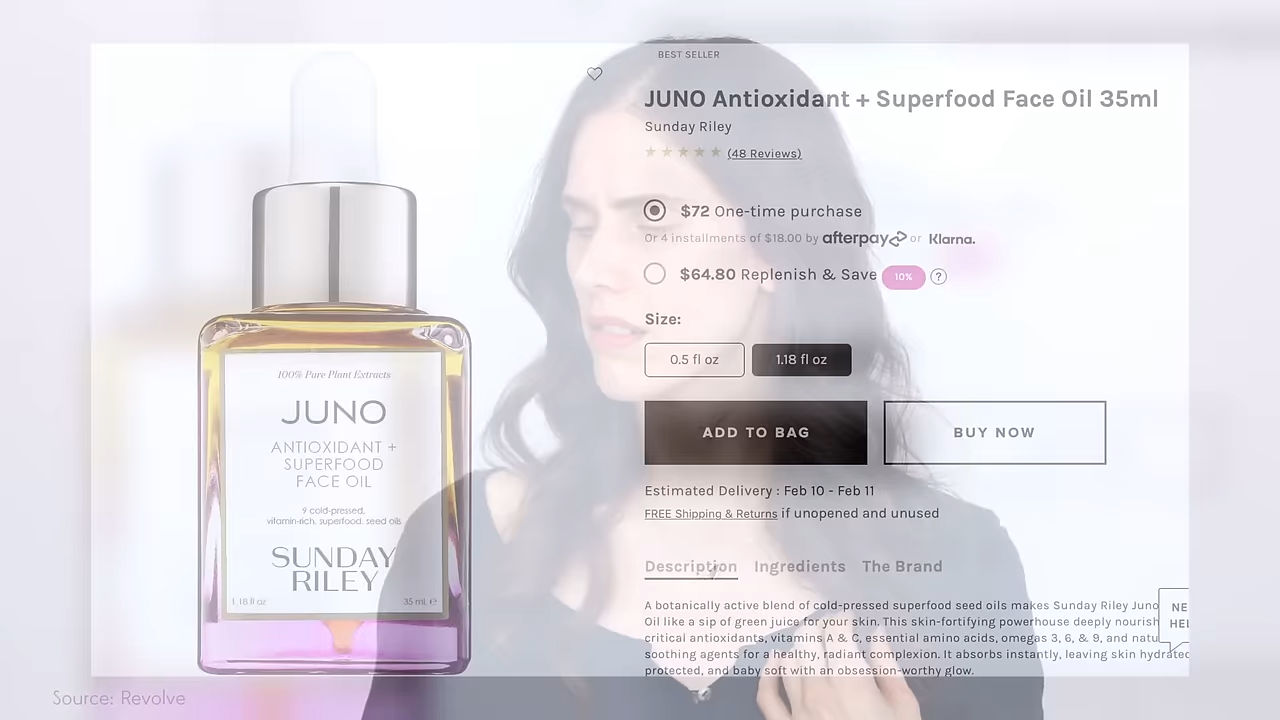 BEST SELLER
JUNO Antioxidant + Superfood Face Oil 35ml
Sunday Riley
(48 Reviews)
$72 One-time purchase
Or 4 installments of $18.00 by afterpay or Klarna.
$64.80 Replenish & Save 10% ?
Size:
0.5 fl oz 1.18 fl oz
ADD TO BAG BUY NOW
Estimated Delivery : Feb 10 - Feb 11
FREE Shipping & Returns if unopened and unused
Description Ingredients The Brand
A botanically active blend of cold-pressed superfood seed oils makes Sunday Riley Juno
Oil like a sip of green juice for your skin. This skin-fortifying powerhouse deeply nourish
critical antioxidants, vitamins A & C, essential amino acids, omegas 3, 6, & 9, and natu
soothing agents for a healthy, radiant complexion. It absorbs instantly, leaving skin hydrated
protected, and baby soft with an obsession-worthy glow.
NE
HEL
100% Pure Plant Extracts
JUNO
ANTIOXIDANT +
SUPERFOOD
FACE OIL
9 cold-pressed,
vitamin-rich, superfood, seed oils
SUNDAY
RILEY
1.18 fl oz 35 mL ℮
Source: Revolve